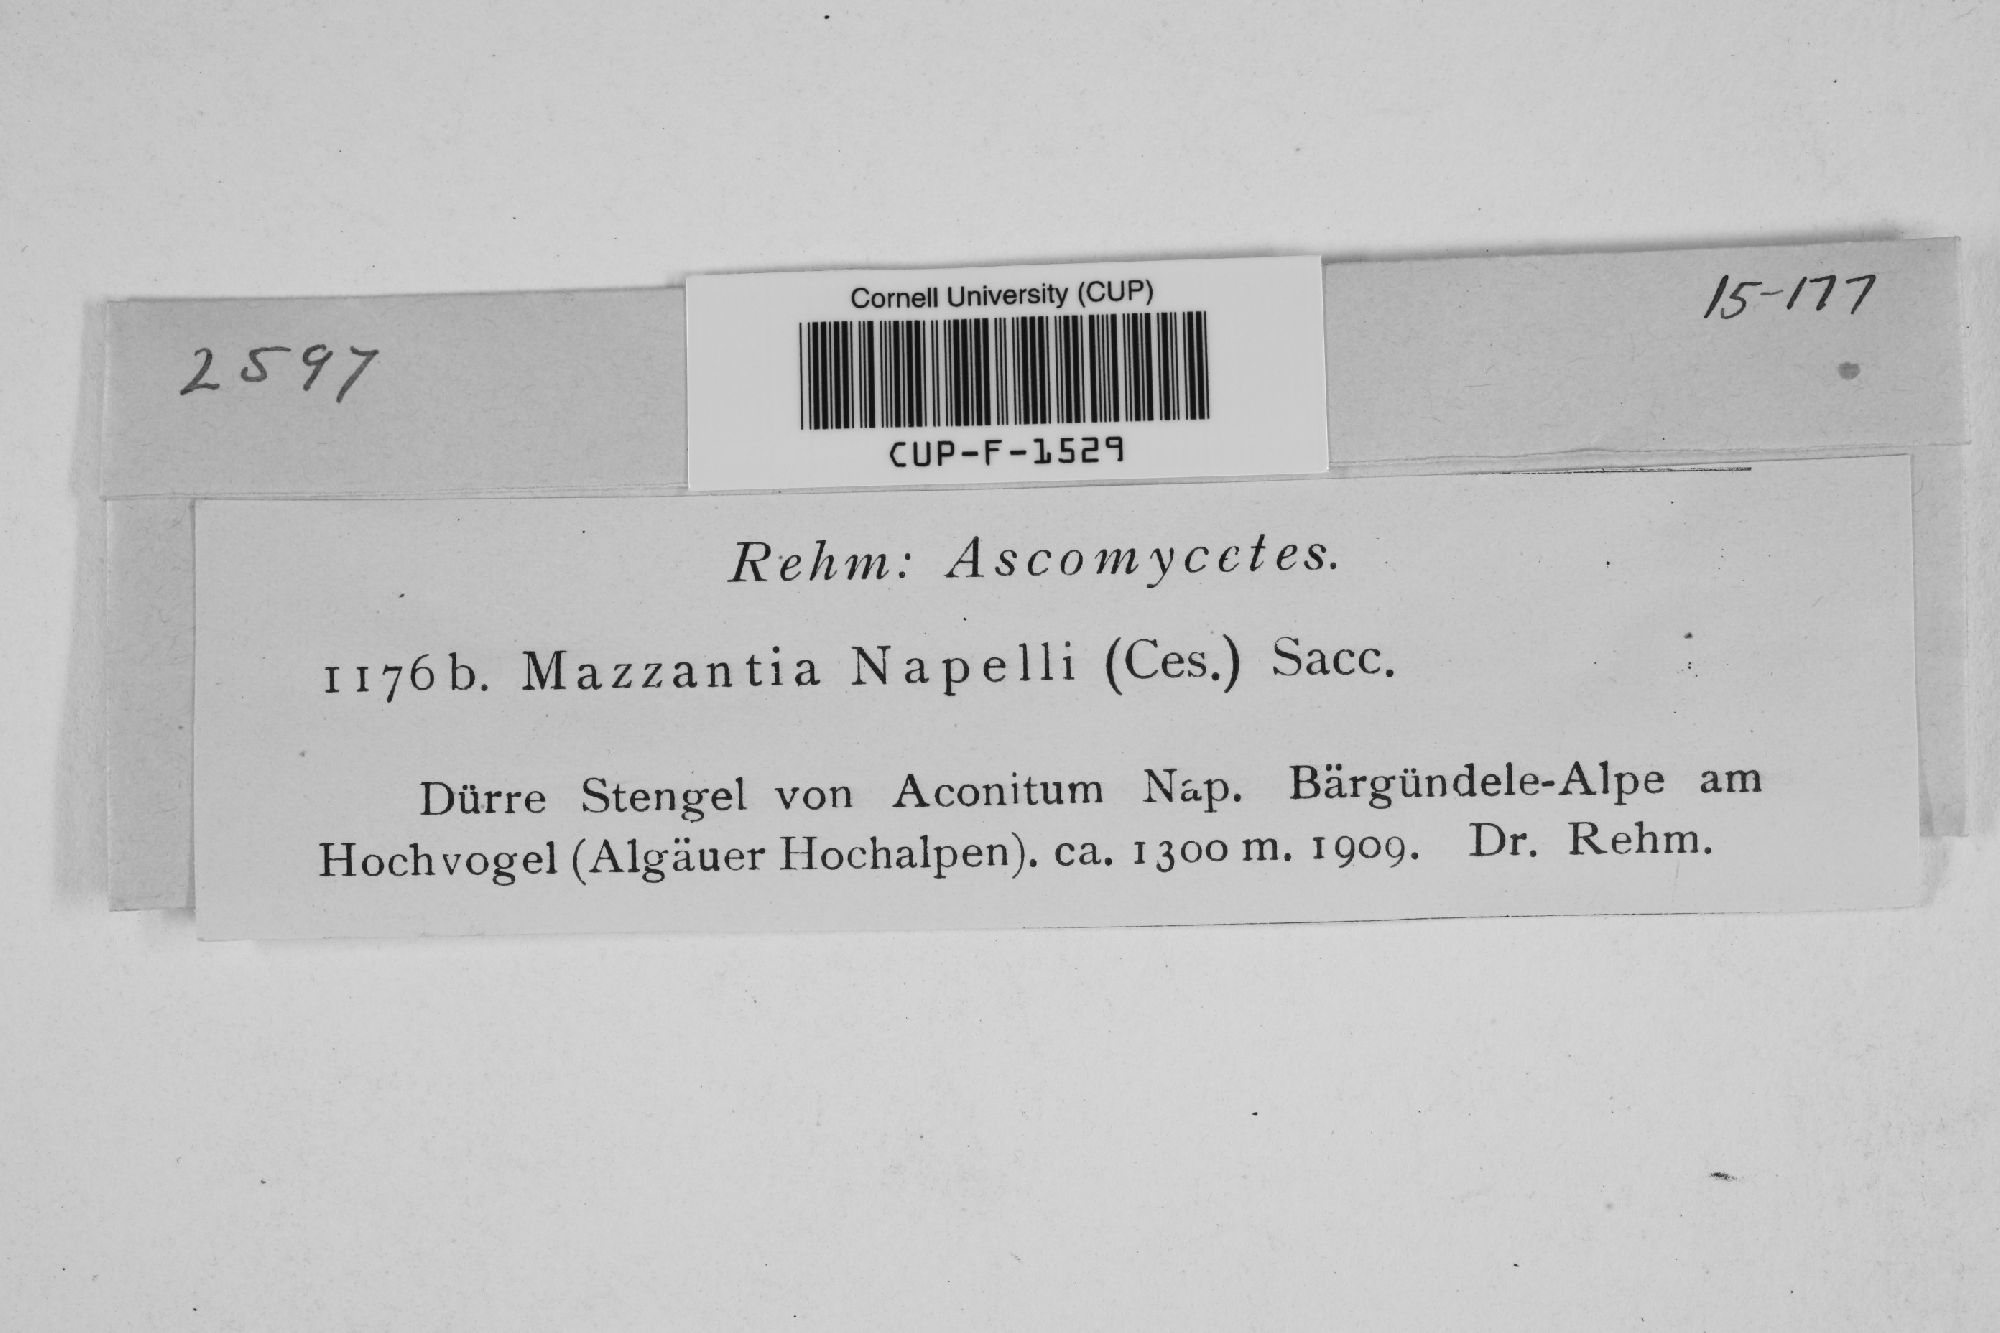 15-177
2597
Cornell University (CUP)
CUP-F-1529
Rehm: Ascomycetes.
1176b. Mazzantia Napelli (Ces.) Sacc.
Dürre Stengel von Aconitum Nap. Bärgündele-Alpe am
Hochvogel (Algäuer Hochalpen). ca. 1300 m. 1909. Dr. Rehm.